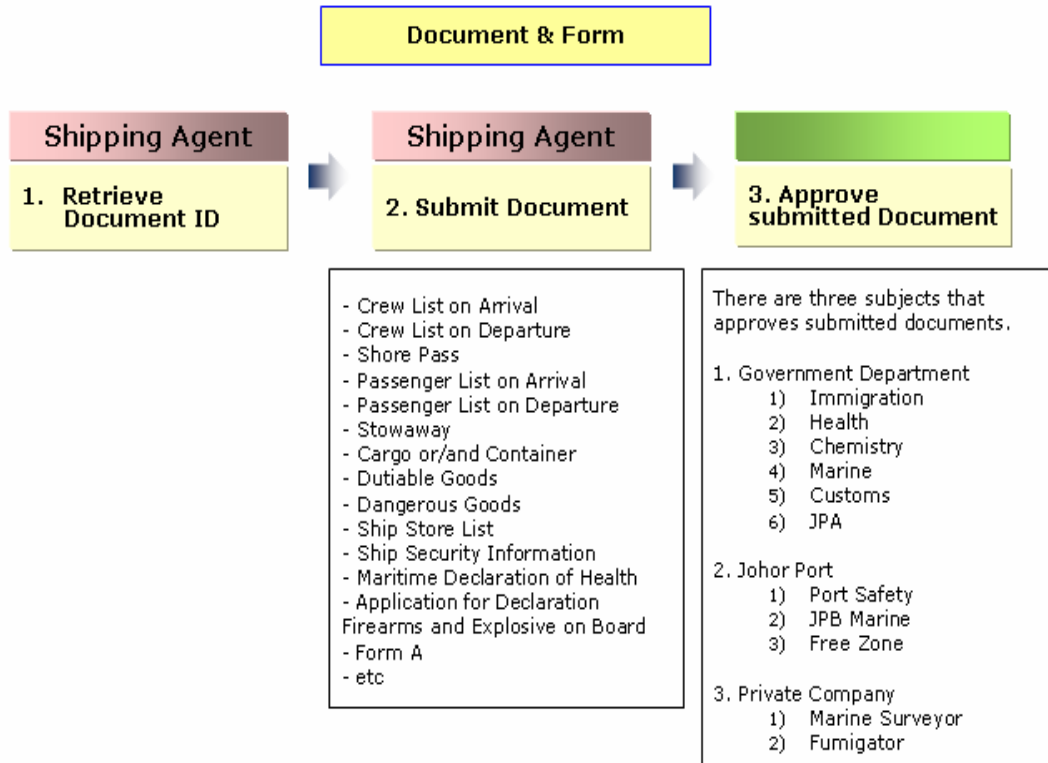 Document & Form
Shipping Agent
1. Retrieve
Document ID
Shipping Agent
2. Submit Document
3. Approve
submitted Document
- Crew List on Arrival
- Crew List on Departure
- Shore Pass
- Passenger List on Arrival
- Passenger List on Departure
- Stowaway
- Cargo or/and Container
- Dutiable Goods
- Dangerous Goods
- Ship Store List
- Ship Security Information
- Maritime Declaration of Health
- Application for Declaration
Firearms and Explosive on Board
- Form A
- etc
There are three subjects that
approves submitted documents.
1. Government Department
1) Immigration
2) Health
3) Chemistry
4) Marine
5) Customs
6) JPA
2. Johor Port
1) Port Safety
2) JPB Marine
3) Free Zone
3. Private Company
1) Marine Surveyor
2) Fumigator